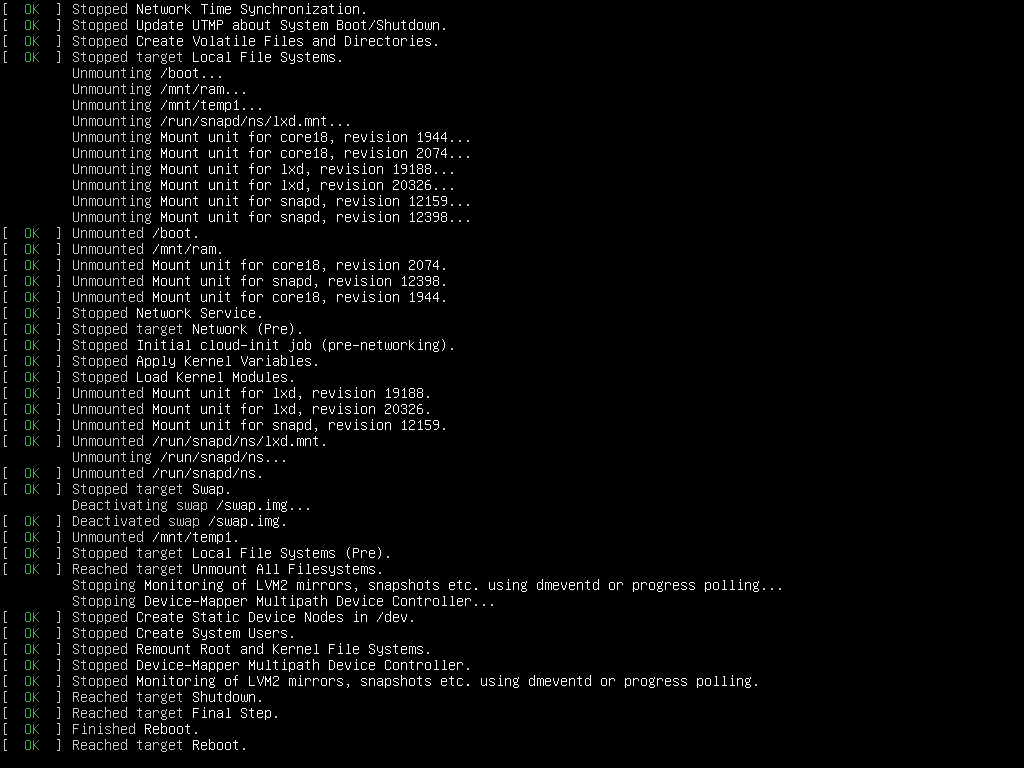 [  OK  ] Stopped Network Time Synchronization.
[  OK  ] Stopped Update UTMP about System Boot/Shutdown.
[  OK  ] Stopped Create Volatile Files and Directories.
[  OK  ] Stopped target Local File Systems.
         Unmounting /boot...
         Unmounting /mnt/ram...
         Unmounting /mnt/temp1...
         Unmounting /run/snapd/ns/lxd.mnt...
         Unmounting Mount unit for core18, revision 1944...
         Unmounting Mount unit for core18, revision 2074...
         Unmounting Mount unit for lxd, revision 19188...
         Unmounting Mount unit for lxd, revision 20326...
         Unmounting Mount unit for snapd, revision 12159...
         Unmounting Mount unit for snapd, revision 12398...
[  OK  ] Unmounted /boot.
[  OK  ] Unmounted /mnt/ram.
[  OK  ] Unmounted Mount unit for core18, revision 2074.
[  OK  ] Unmounted Mount unit for snapd, revision 12398.
[  OK  ] Unmounted Mount unit for core18, revision 1944.
[  OK  ] Stopped Network Service.
[  OK  ] Stopped target Network (Pre).
[  OK  ] Stopped Initial cloud-init job (pre-networking).
[  OK  ] Stopped Apply Kernel Variables.
[  OK  ] Stopped Load Kernel Modules.
[  OK  ] Unmounted Mount unit for lxd, revision 19188.
[  OK  ] Unmounted Mount unit for lxd, revision 20326.
[  OK  ] Unmounted Mount unit for snapd, revision 12159.
[  OK  ] Unmounted /run/snapd/ns/lxd.mnt.
         Unmounting /run/snapd/ns...
[  OK  ] Unmounted /run/snapd/ns.
[  OK  ] Stopped target Swap.
         Deactivating swap /swap.img...
[  OK  ] Deactivated swap /swap.img.
[  OK  ] Unmounted /mnt/temp1.
[  OK  ] Stopped target Local File Systems (Pre).
[  OK  ] Reached target Unmount All Filesystems.
         Stopping Monitoring of LVM2 mirrors, snapshots etc. using dmeventd or progress polling...
         Stopping Device-Mapper Multipath Device Controller...
[  OK  ] Stopped Create Static Device Nodes in /dev.
[  OK  ] Stopped Create System Users.
[  OK  ] Stopped Remount Root and Kernel File Systems.
[  OK  ] Stopped Device-Mapper Multipath Device Controller.
[  OK  ] Stopped Monitoring of LVM2 mirrors, snapshots etc. using dmeventd or progress polling.
[  OK  ] Reached target Shutdown.
[  OK  ] Reached target Final Step.
[  OK  ] Finished Reboot.
[  OK  ] Reached target Reboot.